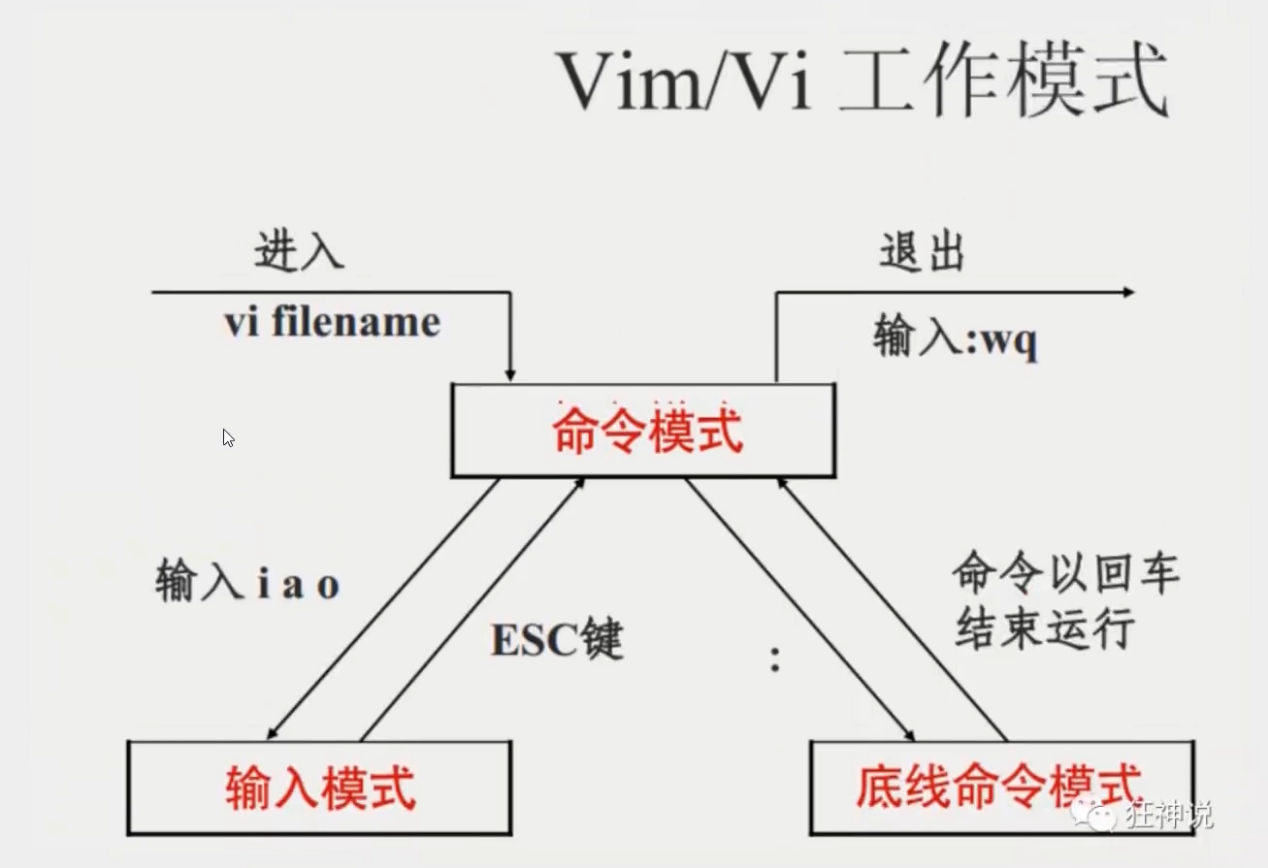 Vim/Vi 工作模式
进入
退出
vi filename
输入:wq
命令模式
输入 i a o
ESC键
:
命令以回车
结束运行
输入模式
底线命令模式
狂神说